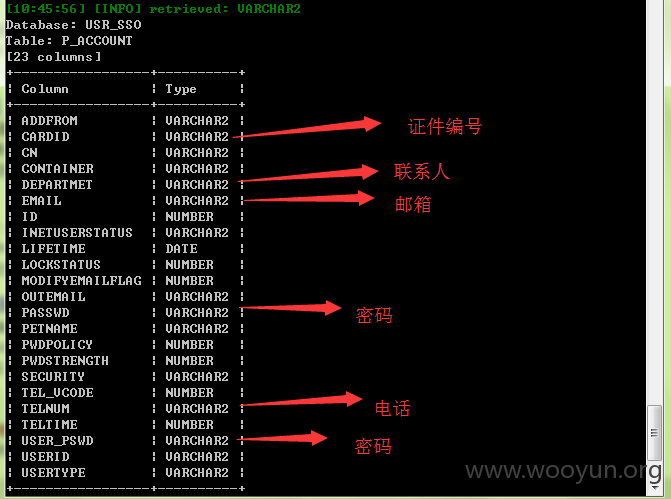 [10:45:56] [INFO] retrieved: VARCHAR2
Database: USR_SSO
Table: P_ACCOUNT
[23 columns]
+-----------------+----------+
| Column | Type |
+-----------------+----------+
| ADDFROM | VARCHAR2 |
| CARDID | VARCHAR2 | 证件编号
| CN | VARCHAR2 |
| CONTAINER | VARCHAR2 |
| DEPARTMET | VARCHAR2 | 联系人
| EMAIL | VARCHAR2 | 邮箱
| ID | NUMBER |
| INETUSERSTATUS | VARCHAR2 |
| LIFETIME | DATE |
| LOCKSTATUS | NUMBER |
| MODIFYEMAILFLAG | NUMBER |
| OUTEMAIL | VARCHAR2 |
| PASSWD | VARCHAR2 | 密码
| PETNAME | VARCHAR2 |
| PWDPOLICY | NUMBER |
| PWDSTRENGTH | NUMBER |
| SECURITY | VARCHAR2 |
| TEL_VCODE | NUMBER |
| TELNUM | VARCHAR2 | 电话
| TELTIME | NUMBER |
| USER_PSWD | VARCHAR2 | 密码
| USERID | VARCHAR2 |
| USERTYPE | VARCHAR2 |
+-----------------+----------+
www.wooyun.org